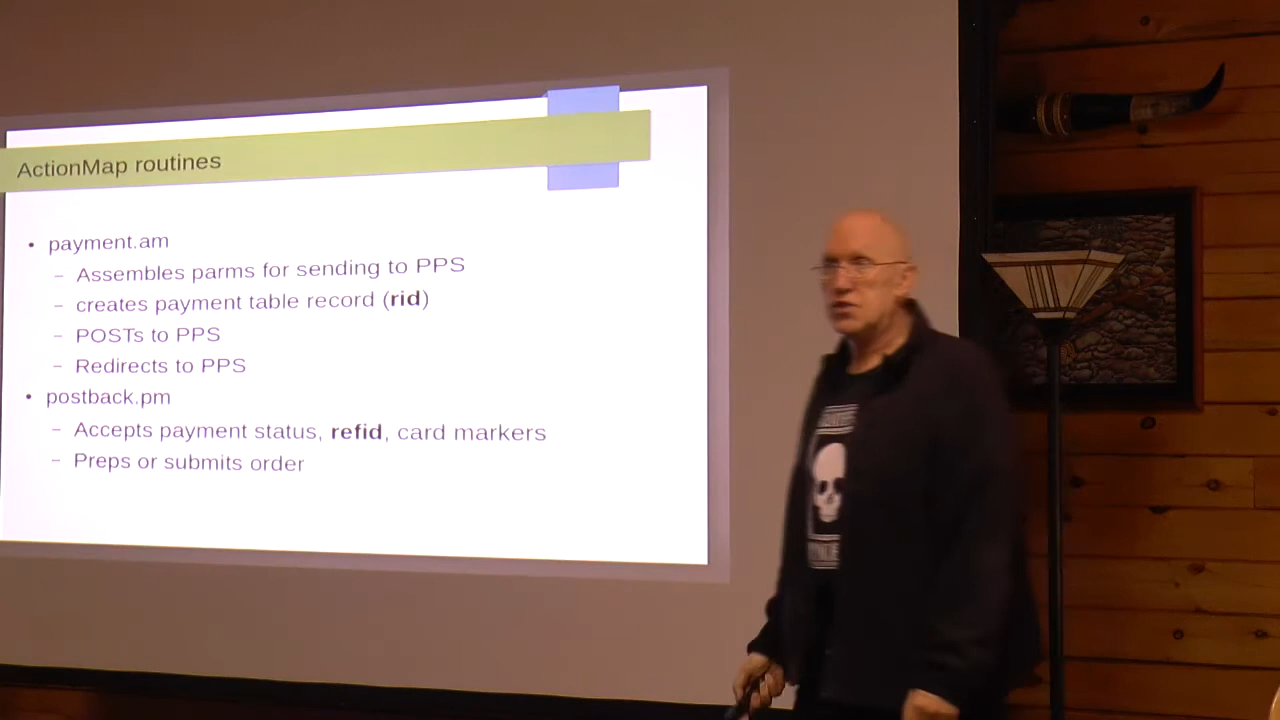 ActionMap routines
• payment.am
– Assembles parms for sending to PPS
– creates payment table record (rid)
– POSTs to PPS
– Redirects to PPS
• postback.pm
– Accepts payment status, refid, card markers
– Preps or submits order